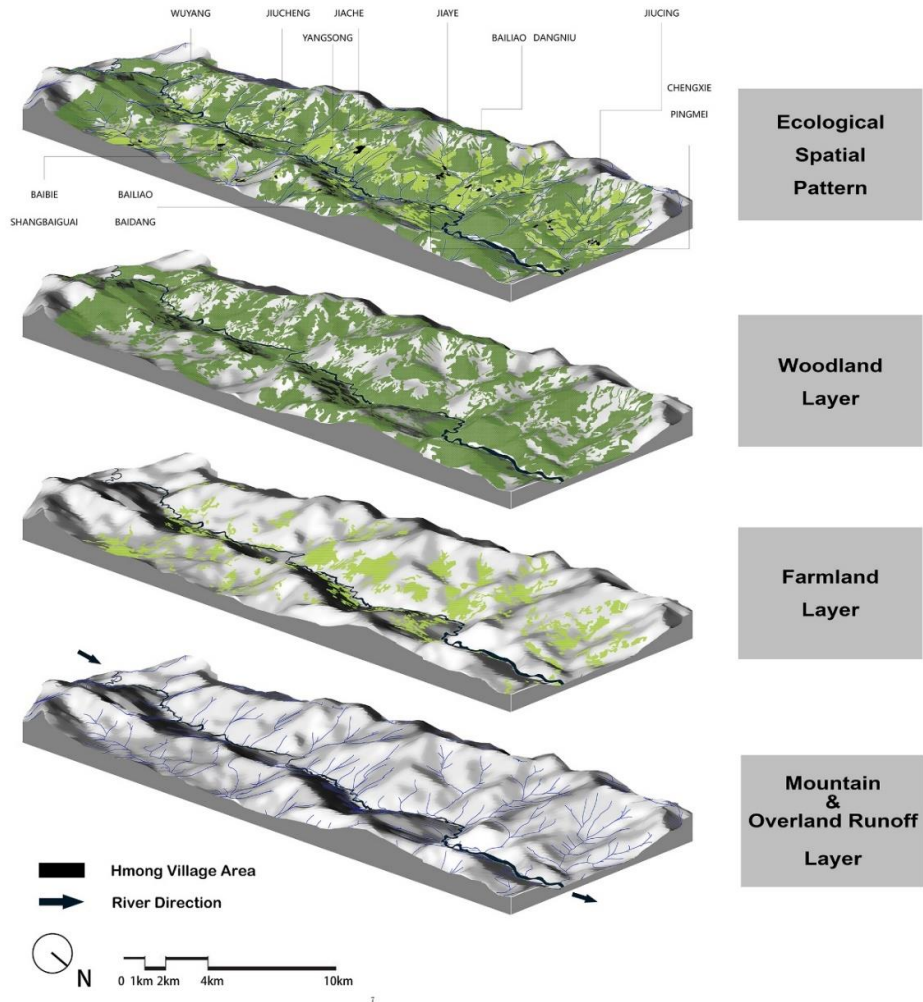 WUYANG JIUCHENG JIACHE JIAYE JIUCING
YANGSONG BAILIAO DANGNIU
CHENGXIE
PINGMEI
Ecological
Spatial
Pattern
BAIBIE BAILIAO
SHANGBAIGUAI BAIDANG
Woodland
Layer
Farmland
Layer
Mountain
&
Overland Runoff
Layer
Hmong Village Area
River Direction
N
0 1km 2km 4km 10km
7